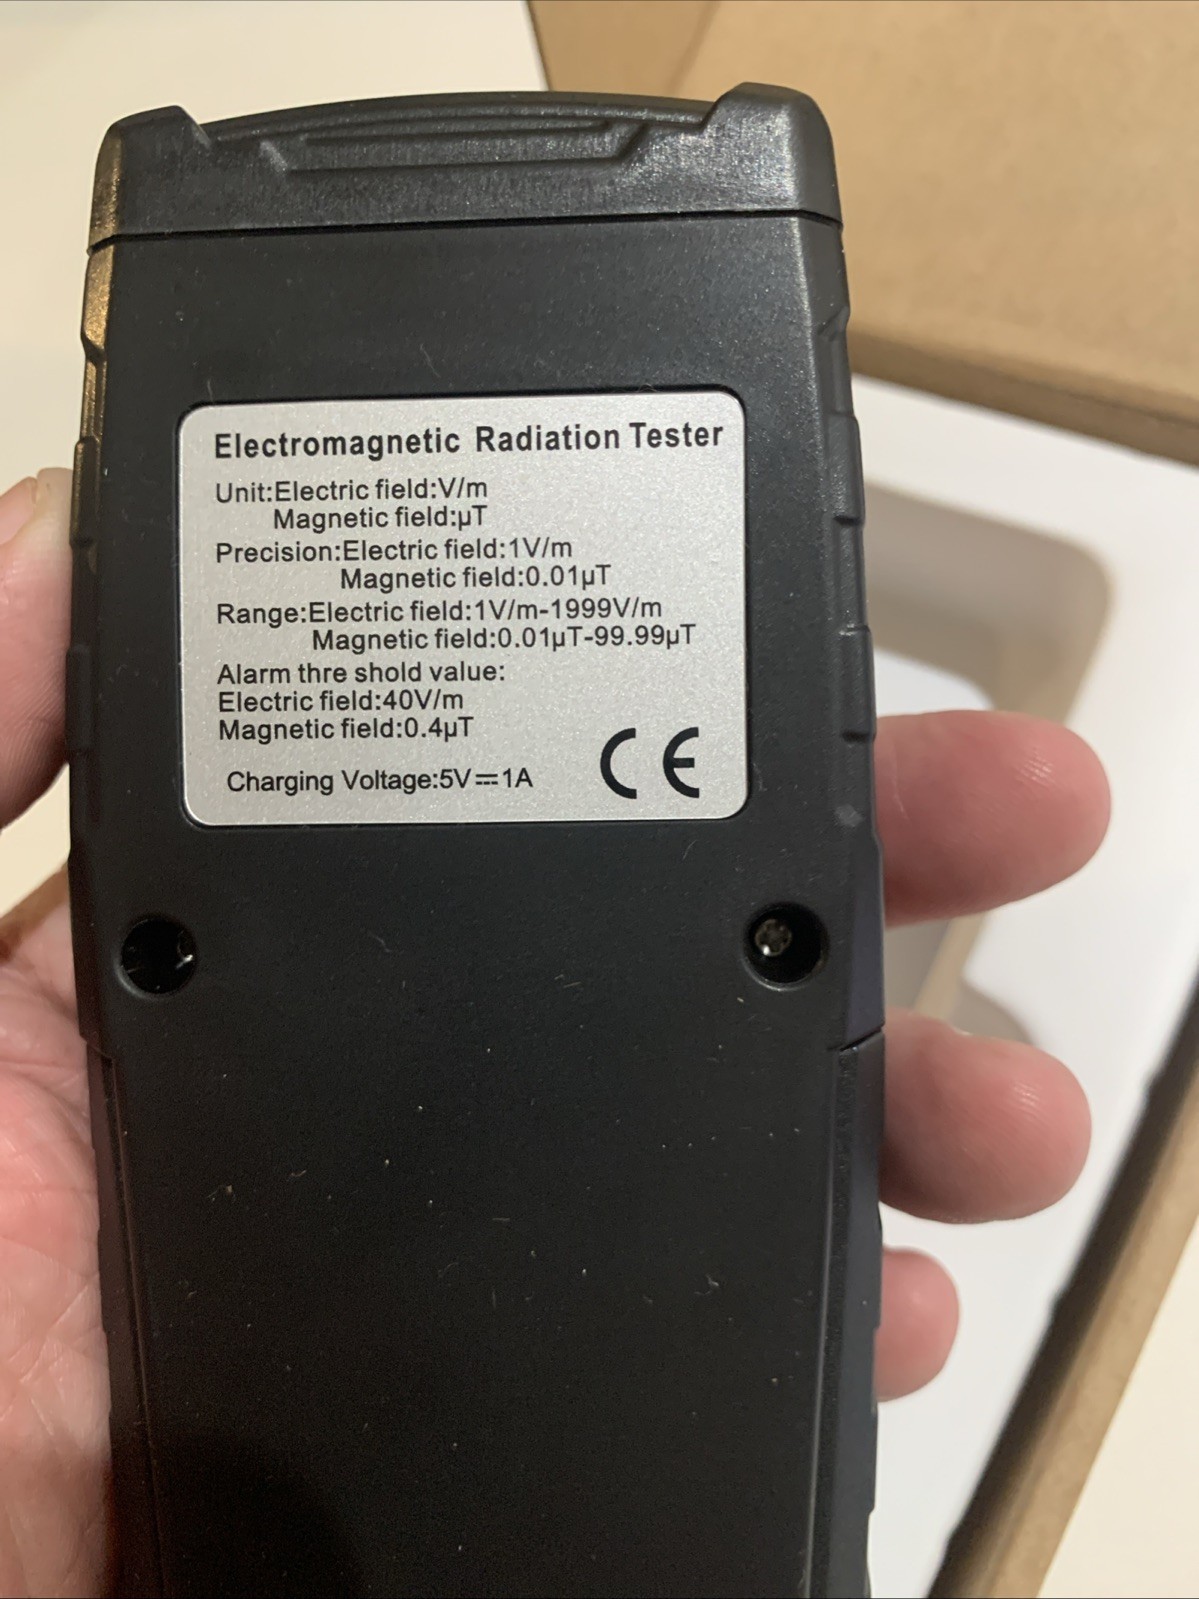 Electromagnetic Radiation Tester
Unit:Electric field:V/m
Magnetic field:µT
Precision:Electric field:1V/m
Magnetic field:0.01µT
Range:Electric field:1V/m-1999V/m
Magnetic field:0.01µT-99.99µT
Alarm thre shold value:
Electric field:40V/m
Magnetic field:0.4µT
Charging Voltage:5V⎓1A
CE